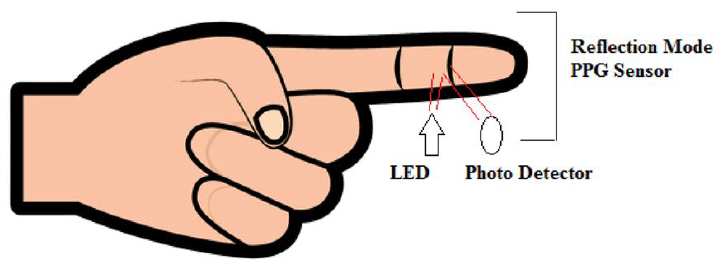 Reflection Mode
PPG Sensor
LED
Photo Detector